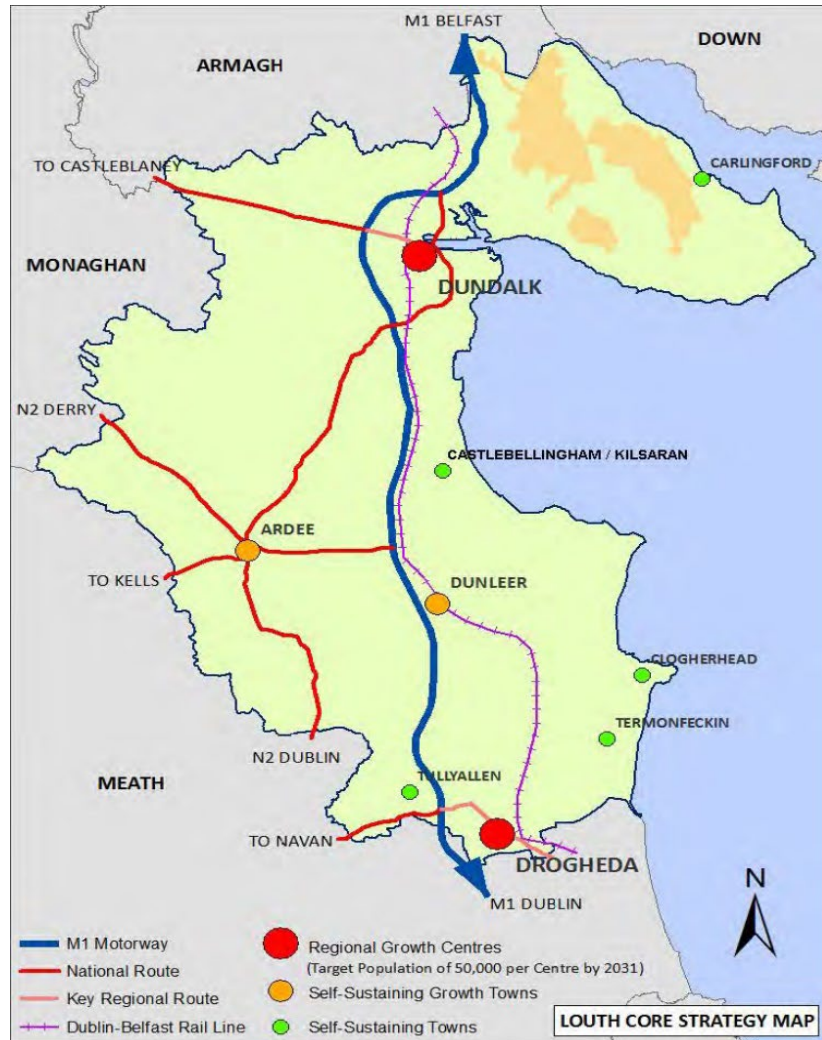 M1 BELFAST
DOWN
ARMAGH
CARLINGFORD
TO CASTLEBLANEY
MONAGHAN
DUNDALK
N2 DERRY
CASTLEBELLINGHAM / KILSARAN
ARDEE
TO KELLS
DUNLEER
CLOGHERHEAD
TERMONFECKIN
N2 DUBLIN
MEATH
TULLYALLEN
TO NAVAN
DROGHEDA
M1 DUBLIN
N
M1 Motorway
National Route
Key Regional Route
Dublin-Belfast Rail Line
Regional Growth Centres
(Target Population of 50,000 per Centre by 2031)
Self-Sustaining Growth Towns
Self-Sustaining Towns
LOUTH CORE STRATEGY MAP